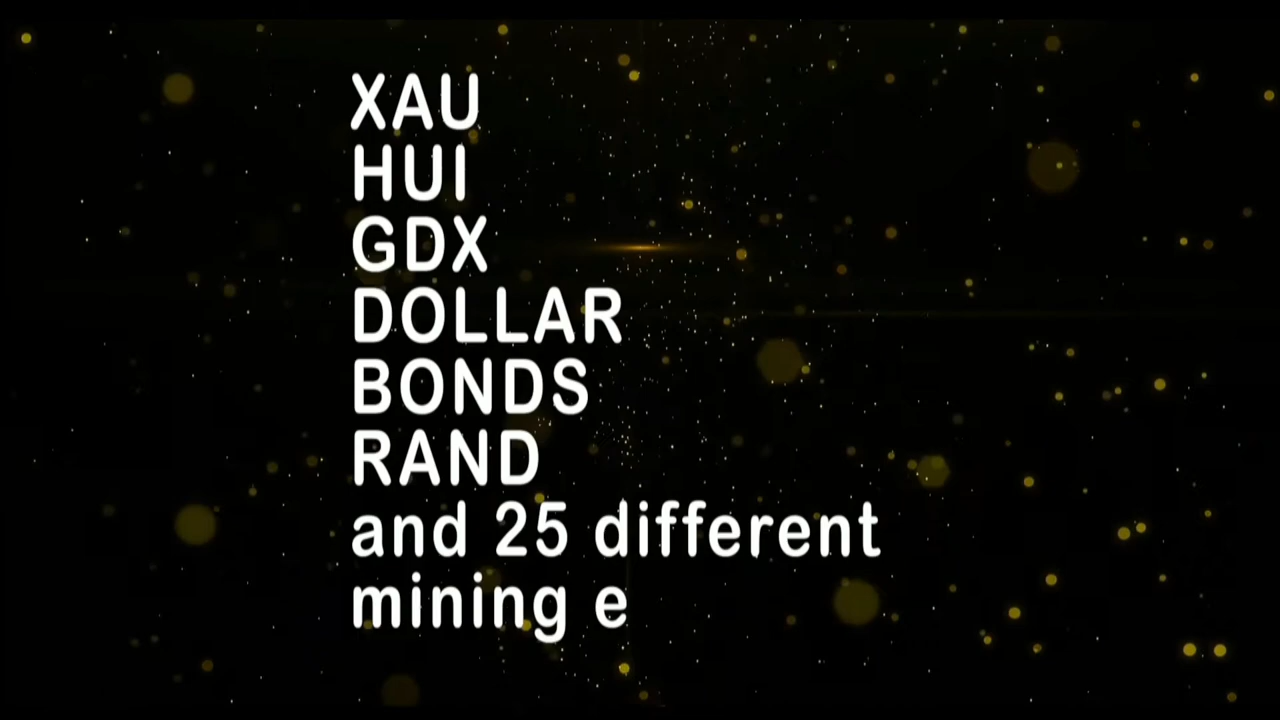 XAU
HUI
GDX
DOLLAR
BONDS
RAND
and 25 different
mining e